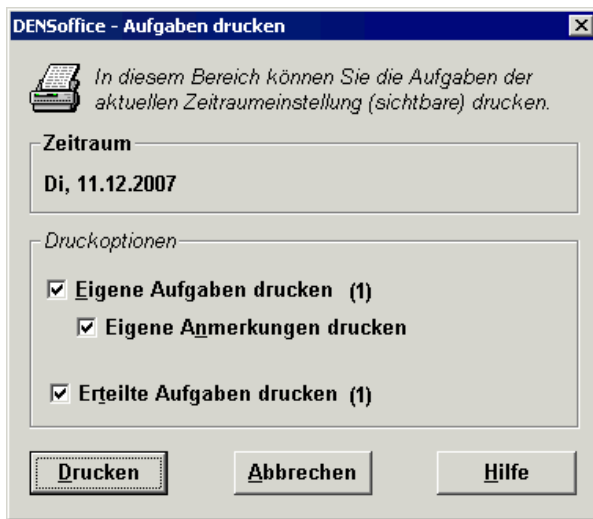 DENSoffice - Aufgaben drucken
In diesem Bereich können Sie die Aufgaben der
aktuellen Zeitraumeinstellung (sichtbare) drucken.
Zeitraum
Di, 11.12.2007
Druckoptionen
Eigene Aufgaben drucken (1)
Eigene Anmerkungen drucken
Erteilte Aufgaben drucken (1)
Drucken Abbrechen Hilfe